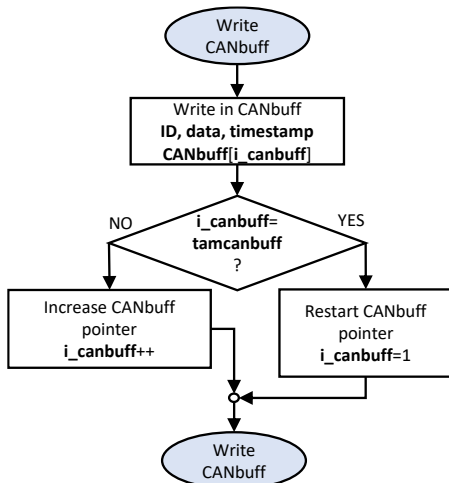 Write
CANbuff
Write in CANbuff
ID, data, timestamp
CANbuff[i_canbuff]
NO
i_canbuff=
tamcanbuff
?
YES
Increase CANbuff
pointer
i_canbuff++
Restart CANbuff
pointer
i_canbuff=1
Write
CANbuff